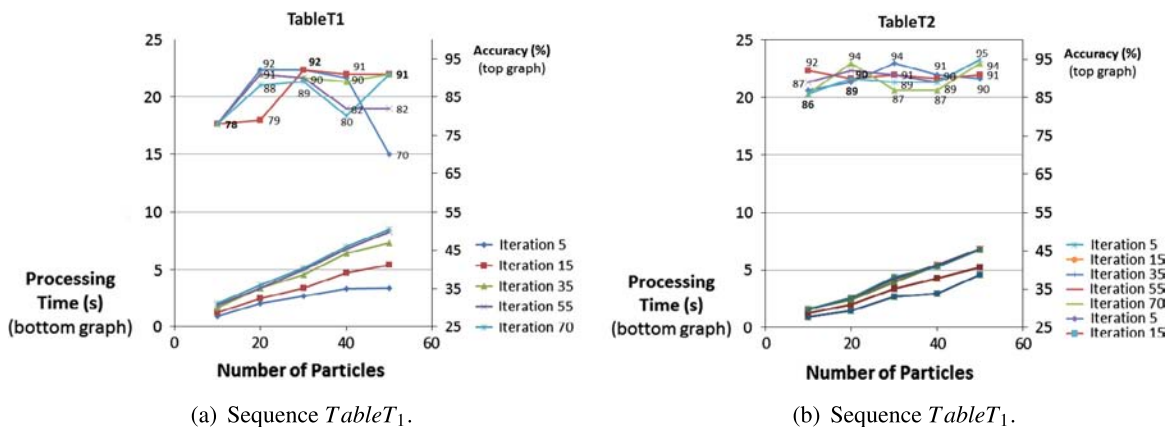 TableT1
25
20
15
10
5
0
95
85
75
65
55
45
35
25
Accuracy (%)
(top graph)
92
91
88
78
79
92
90
89
91
90
82
80
91
82
70
Iteration 5
Iteration 15
Iteration 35
Iteration 55
Iteration 70
Processing
Time (s)
(bottom graph)
0
20
40
60
Number of Particles
(a) Sequence TableT1.
TableT2
25
20
15
10
5
0
95
85
75
65
55
45
35
25
Accuracy (%)
(top graph)
92
87
86
94
90
89
94
91
87
91
90
89
87
95
94
91
90
Iteration 5
Iteration 15
Iteration 35
Iteration 55
Iteration 70
Iteration 5
Iteration 15
Processing
Time (s)
(bottom graph)
0
20
40
60
Number of Particles
(b) Sequence TableT1.